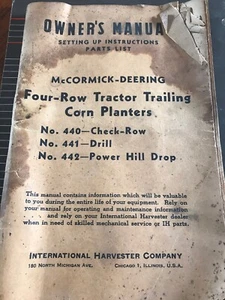 OWNER'S MANUAL
SETTING UP INSTRUCTIONS
PARTS LIST
McCORMICK-DEERING
Four-Row Tractor Trailing
Corn Planters
No. 440—Check-Row
No. 441—Drill
No. 442—Power Hill Drop
This manual contains information which will be valuable
to you during the entire life of your equipment. Rely on
your manual for operating and maintenance information
. . . . and rely on your International Harvester dealer
when in need of skilled mechanical service or IH parts.
INTERNATIONAL HARVESTER COMPANY
180 NORTH MICHIGAN AVE. CHICAGO 1, ILLINOIS, U.S.A.